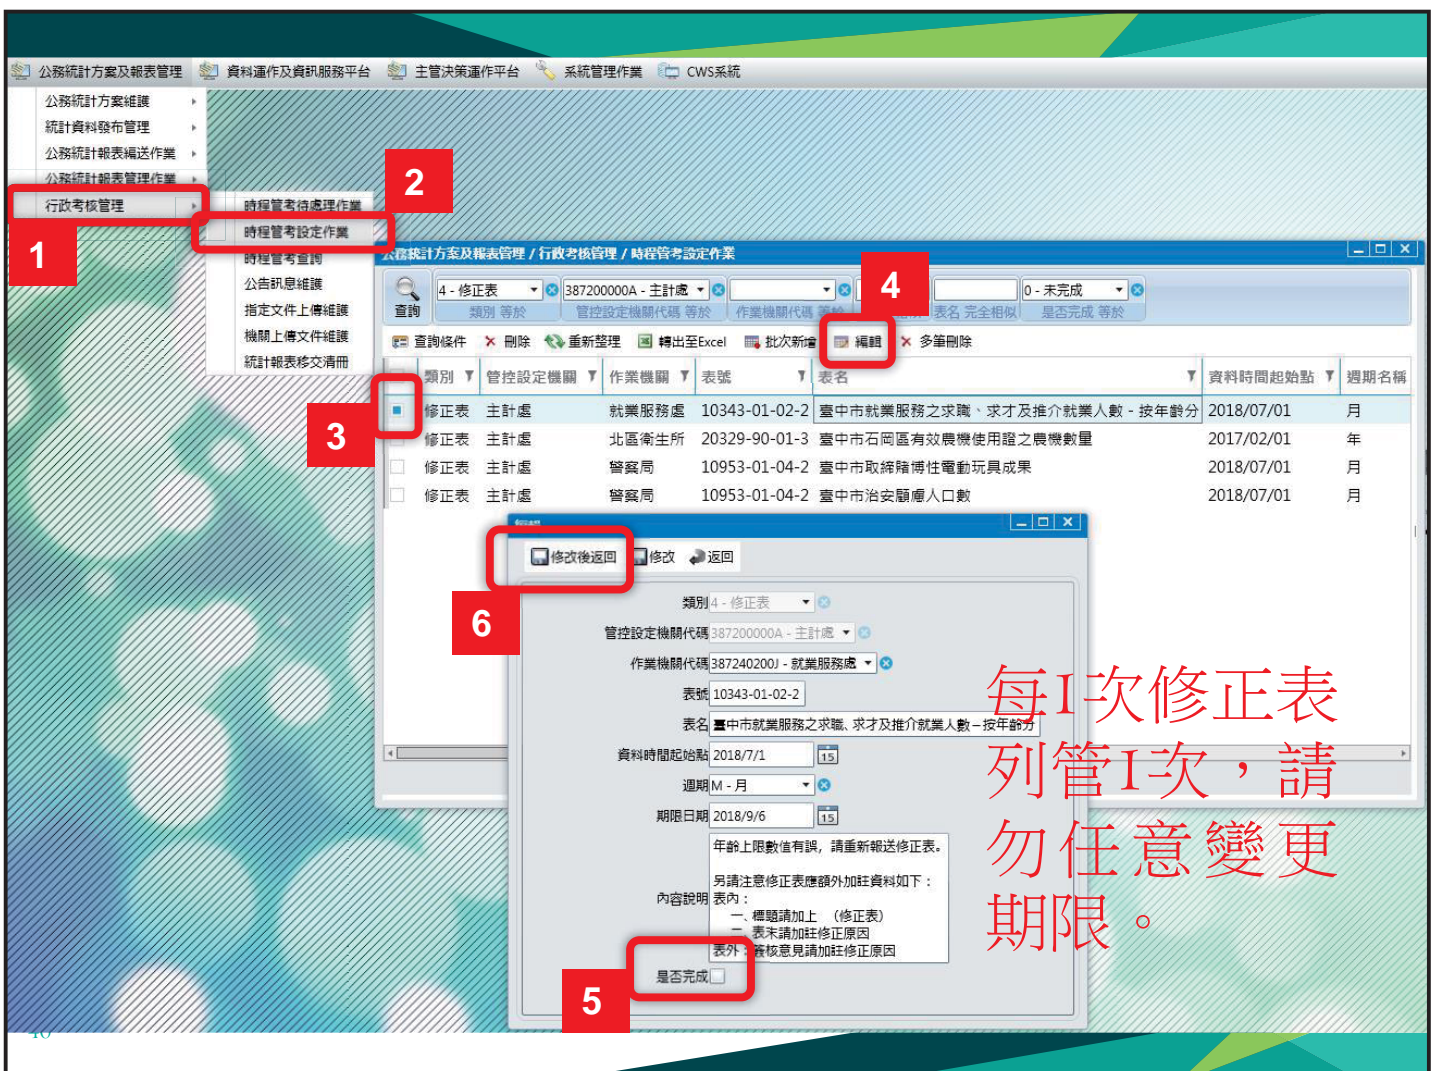 公務統計方案及報表管理 資料運作及資訊服務平台 主管決策運作平台 系統管理作業 CWS系統
公務統計方案維護
統計資料發布管理
公務統計報表編送作業
公務統計報表管理作業
行政考核管理
時程管考待處理作業
時程管考設定作業
時程管考查詢
公告訊息維護
指定文件上傳維護
機關上傳文件維護
統計報表移交清冊
1
2
公務統計方案及報表管理 / 行政考核管理 / 時程管考設定作業
4
查詢 4 - 修正表 387200000A - 主計處 0 - 未完成
類別 等於 管控設定機關代碼 等於 作業機關代碼 等於 表名 完全相似 是否完成 等於
查詢條件 刪除 重新整理 轉出至Excel 批次新增 編輯 多筆刪除
類別 管控設定機關 作業機關 表號 表名 資料時間起始點 週期名稱
3
修正表 主計處 就業服務處 10343-01-02-2 臺中市就業服務之求職、求才及推介就業人數 - 按年齡分 2018/07/01 月
修正表 主計處 北區衛生所 20329-90-01-3 臺中市石岡區有效農機使用證之農機數量 2017/02/01 年
修正表 主計處 警察局 10953-01-04-2 臺中市取締賭博性電動玩具成果 2018/07/01 月
修正表 主計處 警察局 10953-01-04-2 臺中市治安顧慮人口數 2018/07/01 月
修改後返回 修改 返回
6
類別 4 - 修正表
管控設定機關代碼 387200000A - 主計處
作業機關代碼 387240200J - 就業服務處
表號 10343-01-02-2
表名 臺中市就業服務之求職、求才及推介就業人數－按年齡分
資料時間起始點 2018/7/1 15
週期 M - 月
期限日期 2018/9/6 15
內容說明 年齡上限數值有誤，請重新報送修正表。
另請注意修正表應額外加註資料如下：
表內：
一、標題請加上 （修正表）
二、表末請加註修正原因
表外：簽核意見請加註修正原因
是否完成
5
每1次修正表
列管1次，請
勿任意變更
期限。